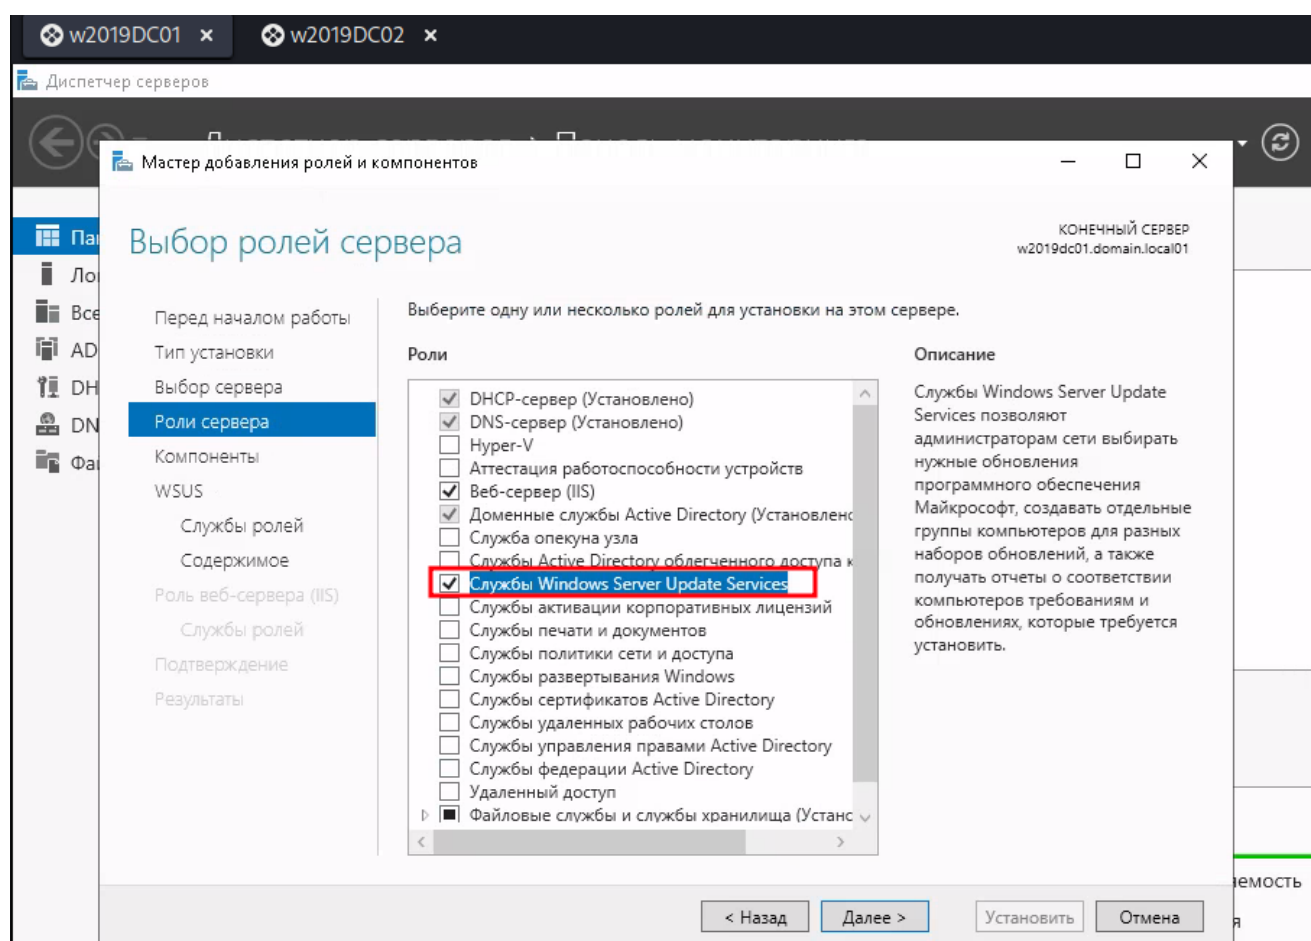 w2019DC01 ×
w2019DC02 ×
Диспетчер серверов
Мастер добавления ролей и компонентов
Выбор ролей сервера
КОНЕЧНЫЙ СЕРВЕР
w2019dc01.domain.local01
Перед началом работы
Тип установки
Выбор сервера
Роли сервера
Компоненты
WSUS
Службы ролей
Содержимое
Роль веб-сервера (IIS)
Службы ролей
Подтверждение
Результаты
Выберите одну или несколько ролей для установки на этом сервере.
Роли
DHCP-сервер (Установлено)
DNS-сервер (Установлено)
Hyper-V
Аттестация работоспособности устройств
Веб-сервер (IIS)
Доменные службы Active Directory (Установленo
Служба опекуна узла
Службы Active Directory облегченного доступа к
Службы Windows Server Update Services
Службы активации корпоративных лицензий
Службы печати и документов
Службы политики сети и доступа
Службы развертывания Windows
Службы сертификатов Active Directory
Службы удаленных рабочих столов
Службы управления правами Active Directory
Службы федерации Active Directory
Удаленный доступ
Файловые службы и службы хранилища (Устанс
Описание
Службы Windows Server Update
Services позволяют
администраторам сети выбирать
нужные обновления
программного обеспечения
Майкрософт, создавать отдельные
группы компьютеров для разных
наборов обновлений, а также
получать отчеты о соответствии
компьютеров требованиям и
обновлениях, которые требуется
установить.
< Назад
Далее >
Установить
Отмена
Все
AD
DH
DN